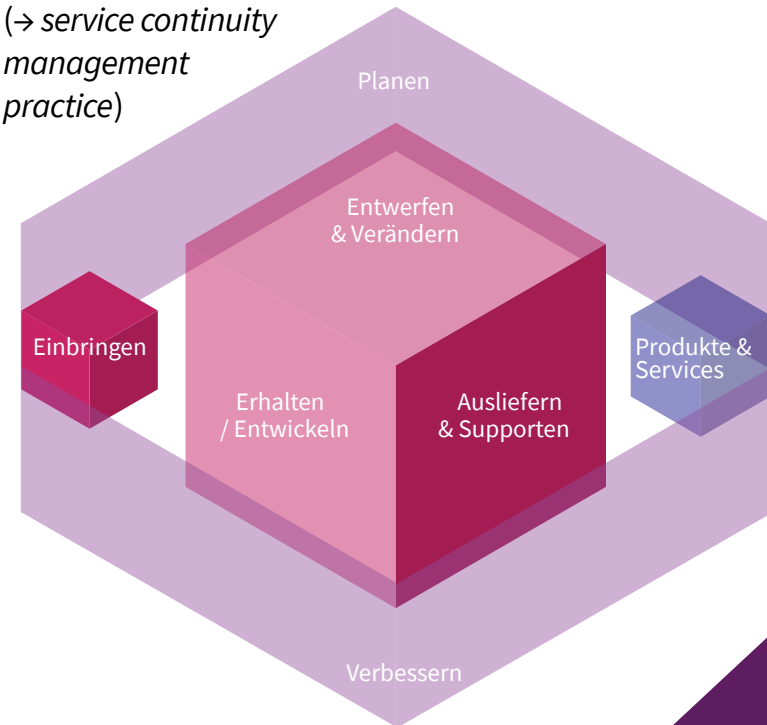 (→ service continuity
management
practice)
Planen
Entwerfen
& Verändern
Einbringen
Produkte &
Services
Erhalten
/ Entwickeln
Ausliefern
& Supporten
Verbessern